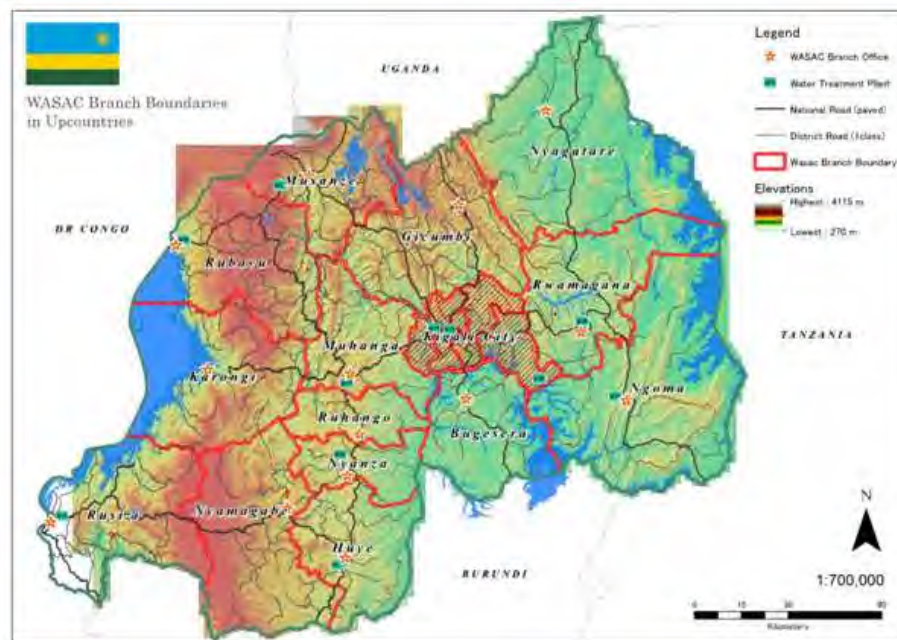 WASAC Branch Boundaries
in Upcountries
UGANDA
Legend
WASAC Branch Office
Water Treatment Plant
National Road (paved)
District Road (1class)
Wasac Branch Boundary
Elevations
Highest : 4115 m
Lowest : 270 m
DR CONGO
Nyagatare
Musanze
Gicumbi
Rubavu
Rwamagana
Kigali City
TANZANIA
Muhanga
Karongi
Ngoma
Ruhango
Bugesera
Nyanza
Rusizi
Nyamagabe
Huye
BURUNDI
N
1:700,000
Kilometers